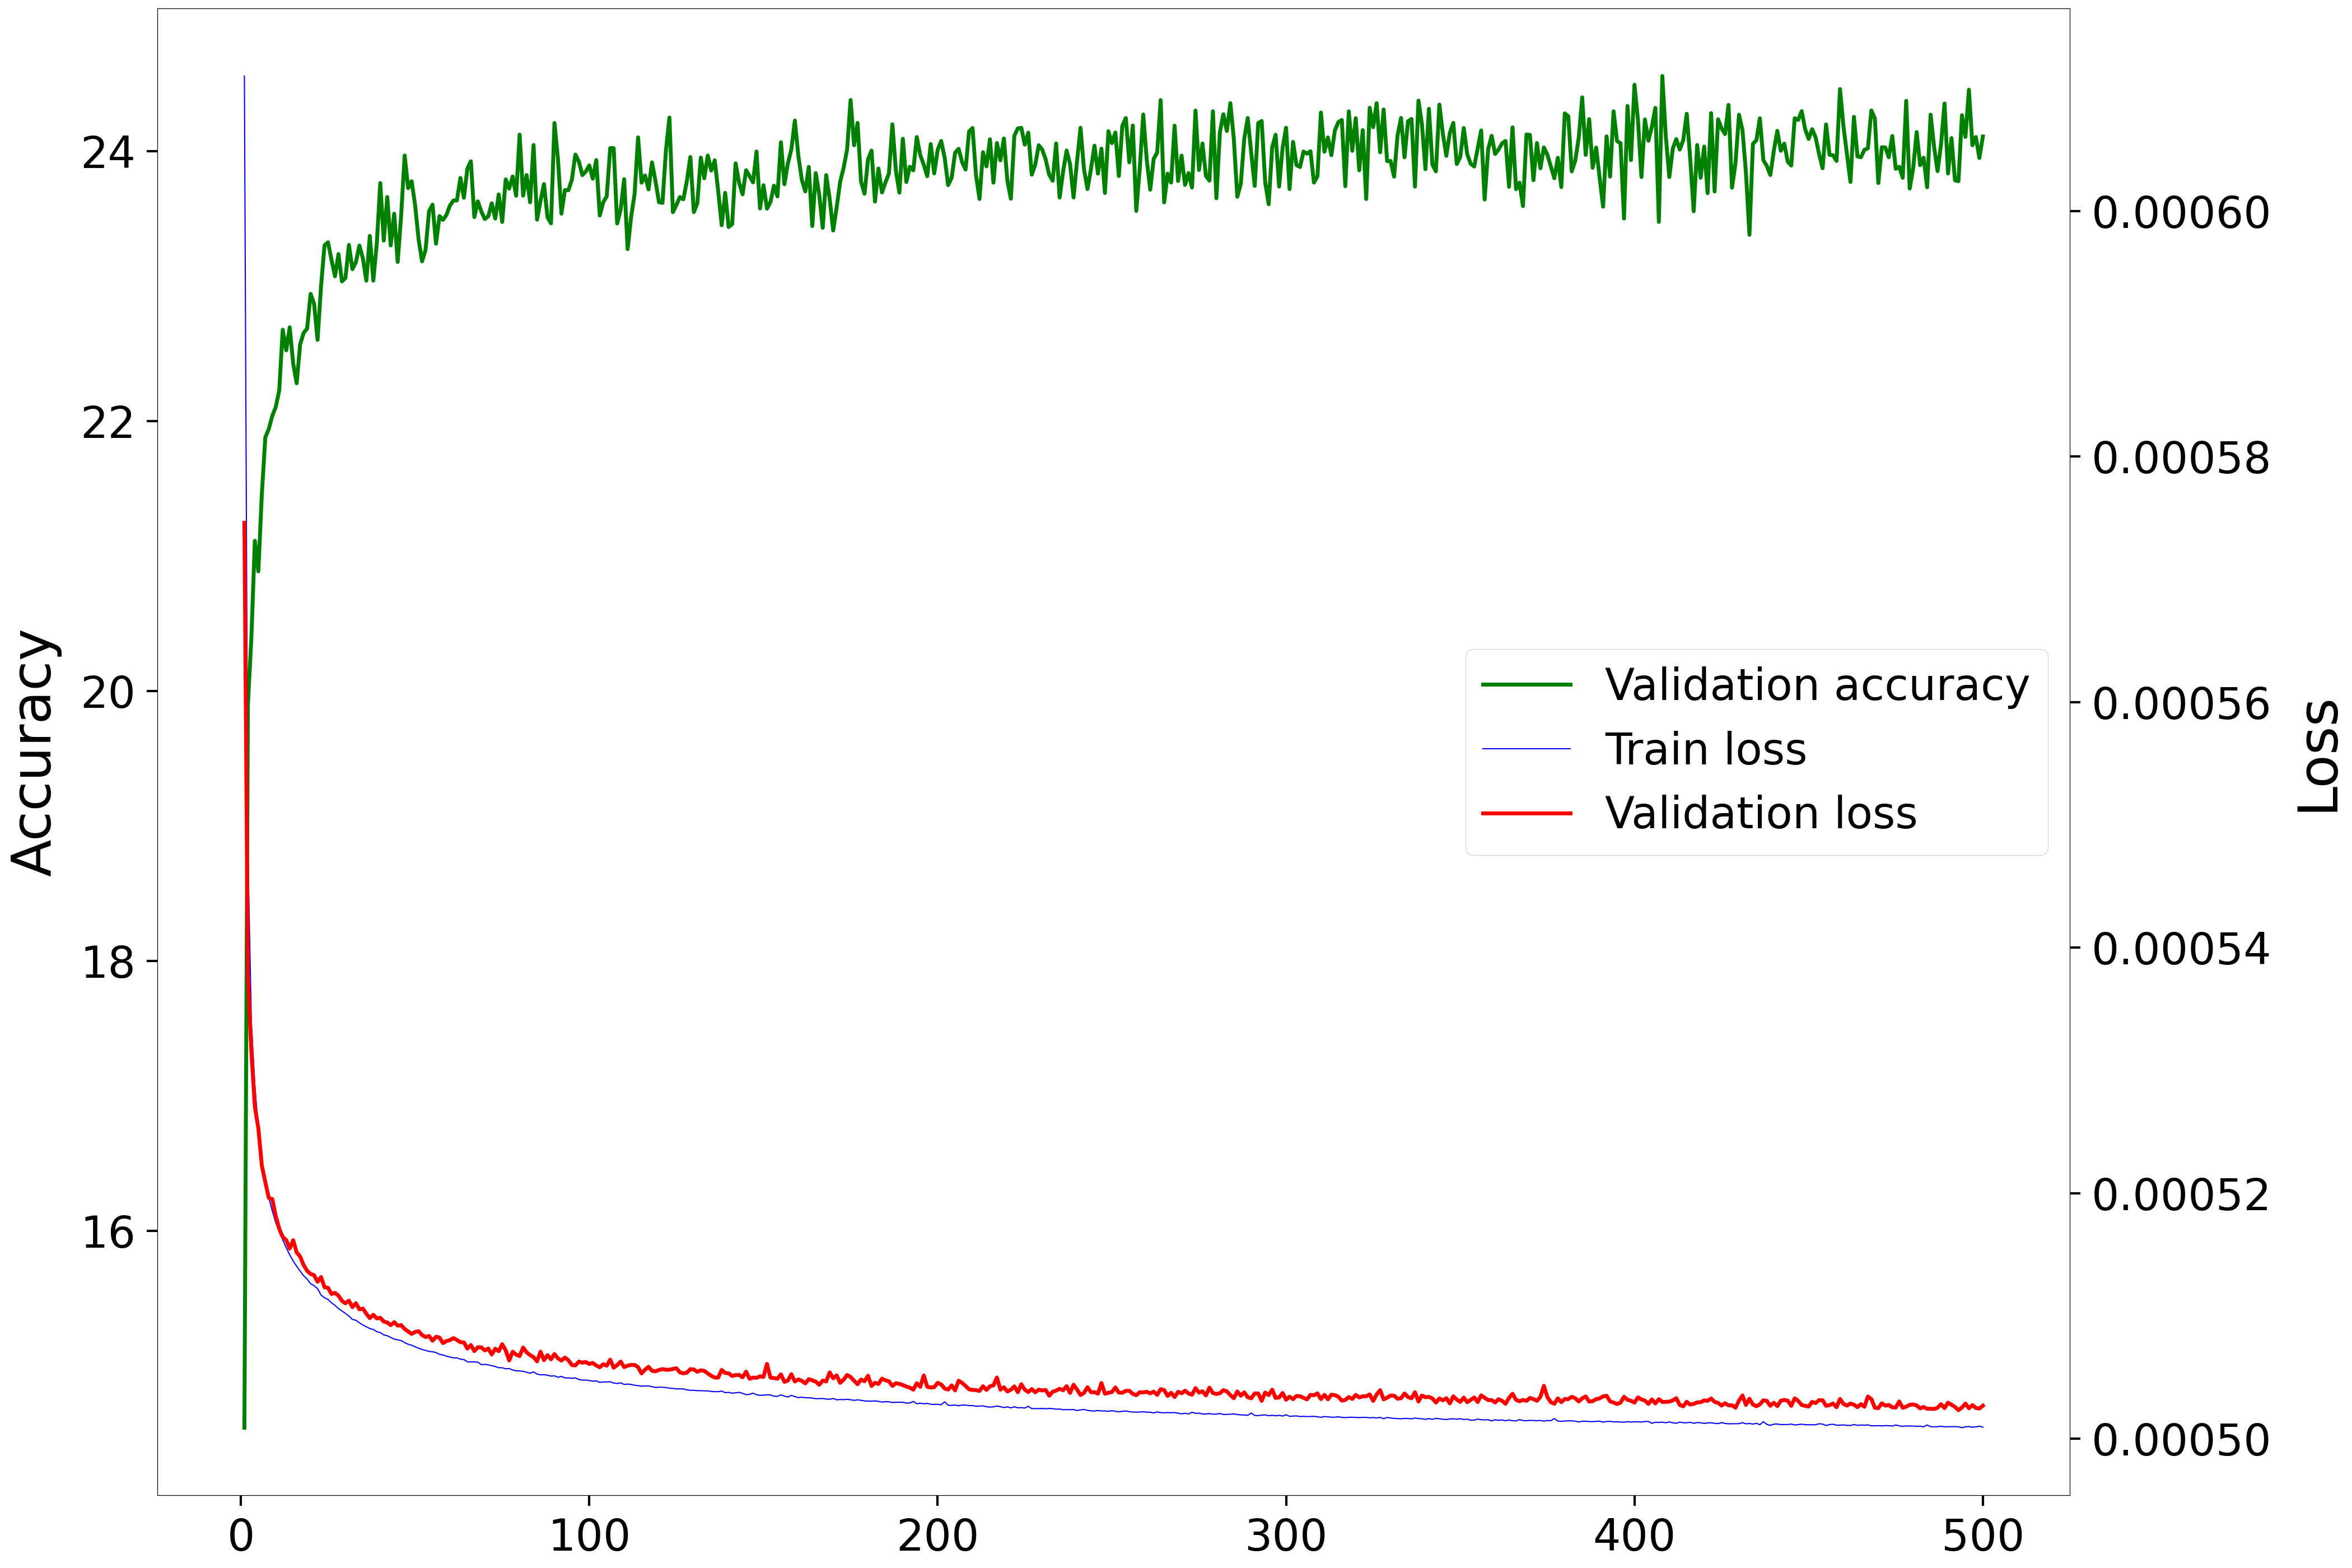 Accuracy
24
22
20
18
16
0.00060
0.00058
0.00056
0.00054
0.00052
0.00050
Loss
Validation accuracy
Train loss
Validation loss
0 100 200 300 400 500